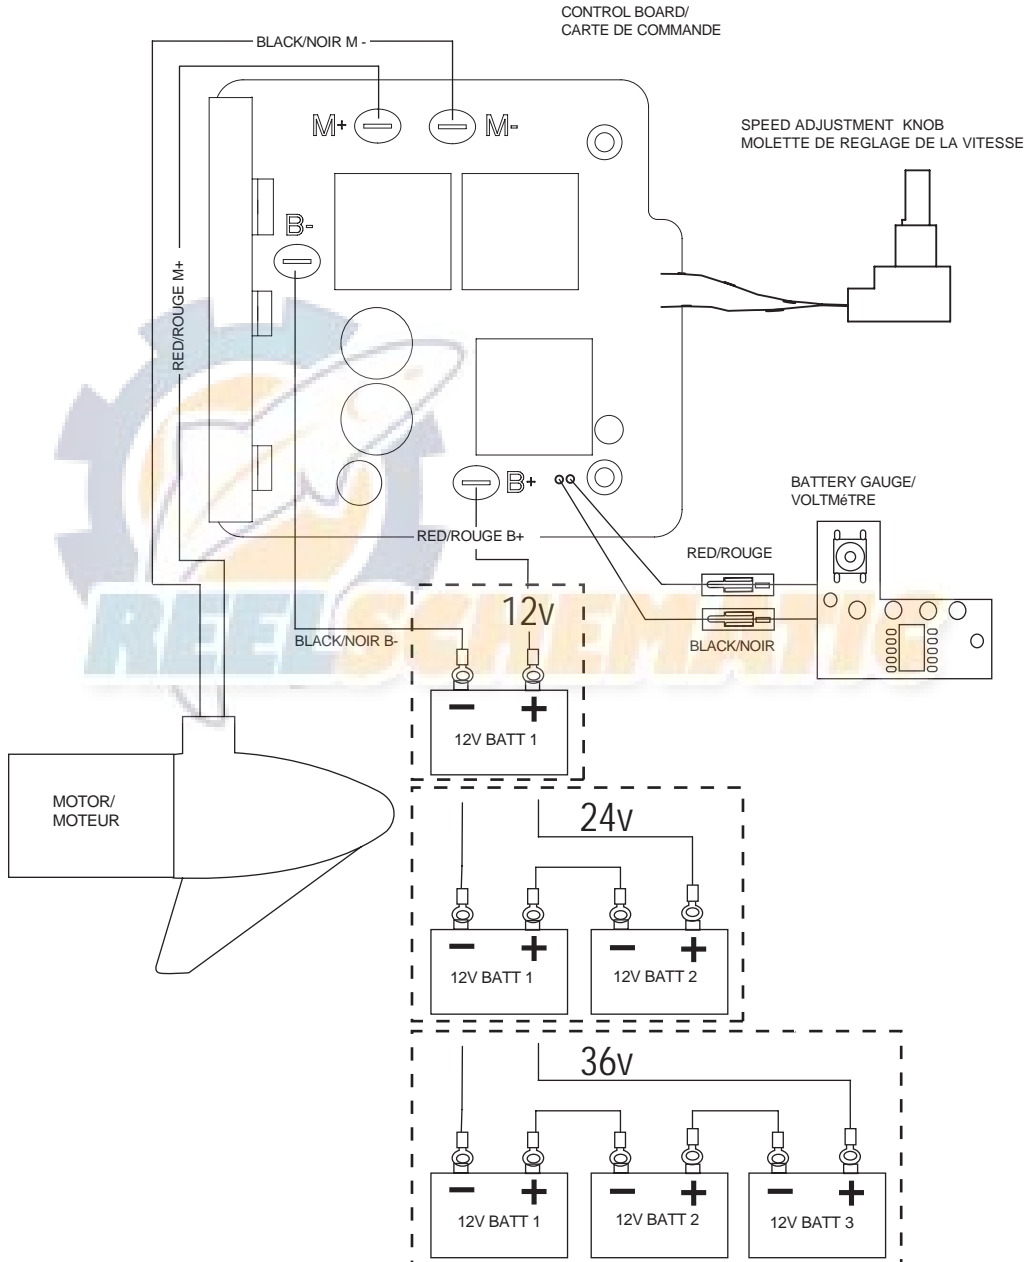 CONTROL BOARD/
CARTE DE COMMANDE
BLACK/NOIR M -
M+
M-
SPEED ADJUSTMENT KNOB
MOLETTE DE REGLAGE DE LA VITESSE
B-
RED/ROUGE M+
B+
BATTERY GAUGE/
VOLTMéTRE
RED/ROUGE B+
RED/ROUGE
12v
BLACK/NOIR B-
BLACK/NOIR
REEL SCHEMATIC
− +
12V BATT 1
MOTOR/
MOTEUR
24v
− + − +
12V BATT 1
12V BATT 2
36v
− + − + − +
12V BATT 1
12V BATT 2
12V BATT 3